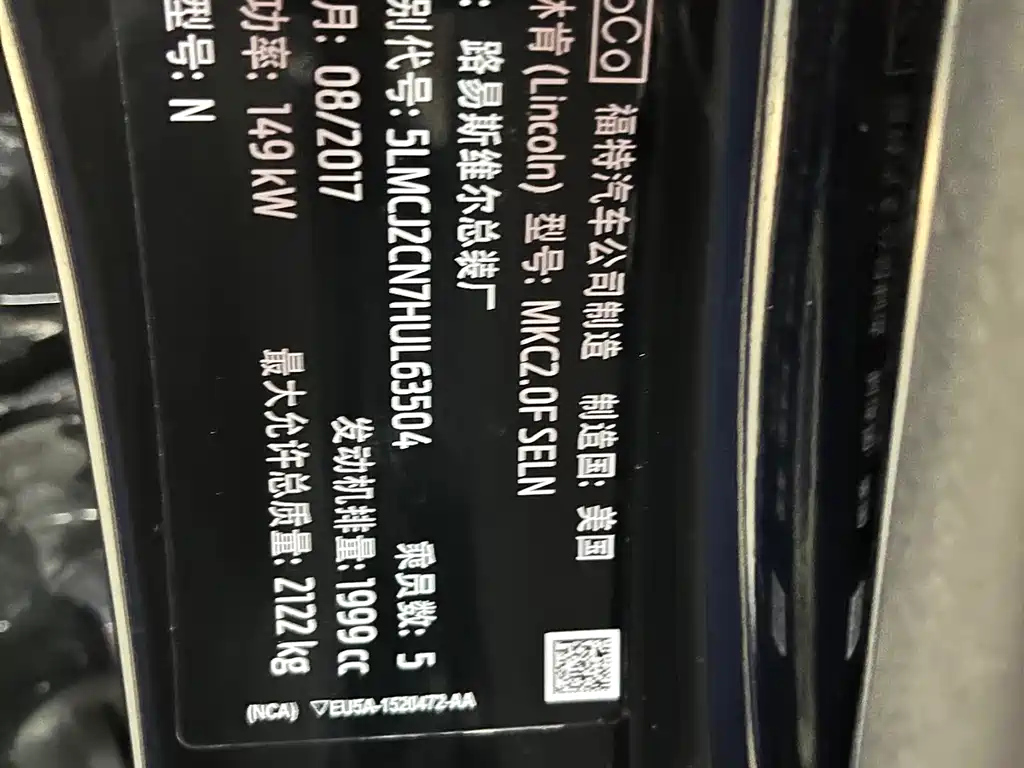 福特汽车公司制造 制造国: 美国
肯 (Lincoln) 型号: MKC2.0F SELN
路易斯维尔总装厂
别代号: 5LMCJ2CN7HUL63504 乘员数: 5
月: 08/2017 发动机排量: 1999 cc
功率: 149 kW 最大允许总质量: 2122 kg
型号: N
(NCA) ▽EU5A-1520472-AA